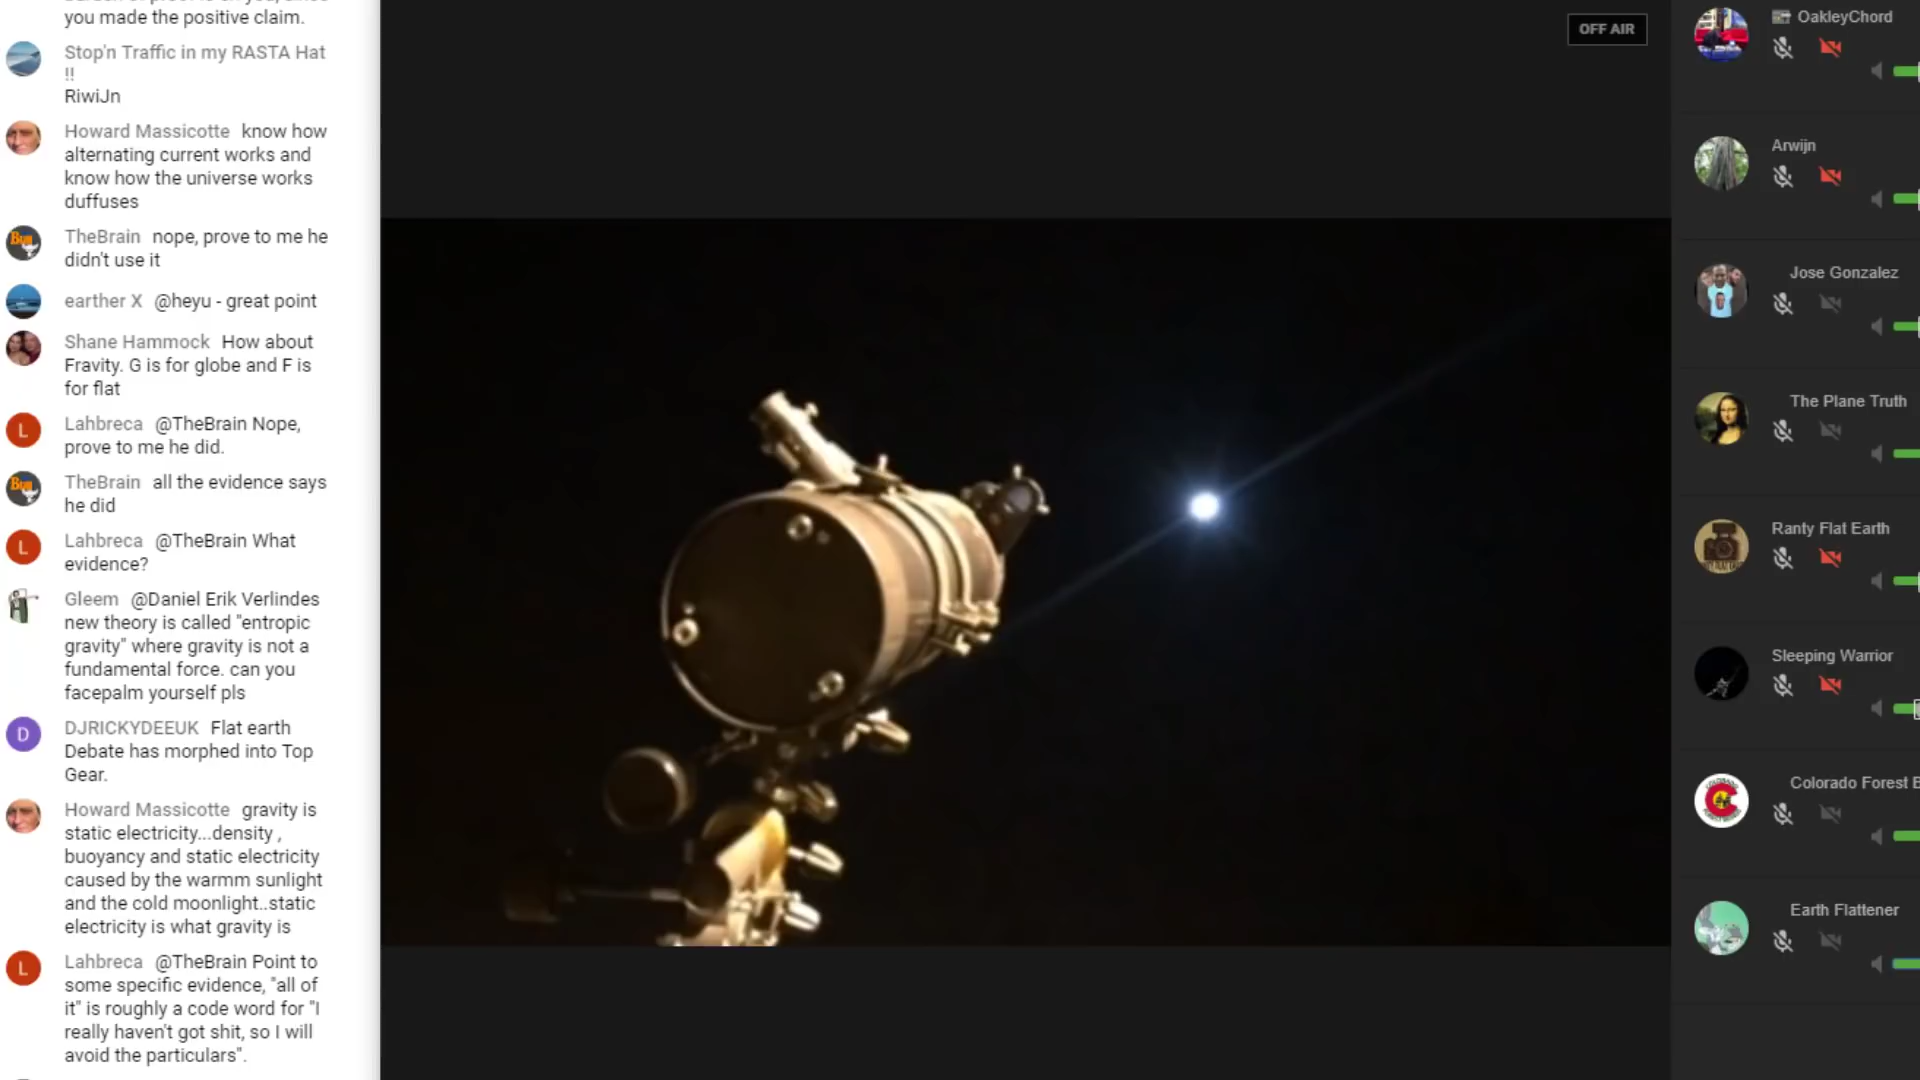 you made the positive claim.
Stop'n Traffic in my RASTA Hat
!!
RiwiJn
Howard Massicotte know how
alternating current works and
know how the universe works
duffuses
TheBrain nope, prove to me he
didn't use it
earther X @heyu - great point
Shane Hammock How about
Fravity. G is for globe and F is
for flat
Lahbreca @TheBrain Nope,
prove to me he did.
TheBrain all the evidence says
he did
Lahbreca @TheBrain What
evidence?
Gleem @Daniel Erik Verlindes
new theory is called "entropic
gravity" where gravity is not a
fundamental force. can you
facepalm yourself pls
DJRICKYDEEUK Flat earth
Debate has morphed into Top
Gear.
Howard Massicotte gravity is
static electricity...density ,
buoyancy and static electricity
caused by the warmm sunlight
and the cold moonlight..static
electricity is what gravity is
Lahbreca @TheBrain Point to
some specific evidence, "all of
it" is roughly a code word for "I
really haven't got shit, so I will
avoid the particulars".
OFF AIR
OakleyChord
Arwijn
Jose Gonzalez
The Plane Truth
Ranty Flat Earth
Sleeping Warrior
Colorado Forest
Earth Flattener